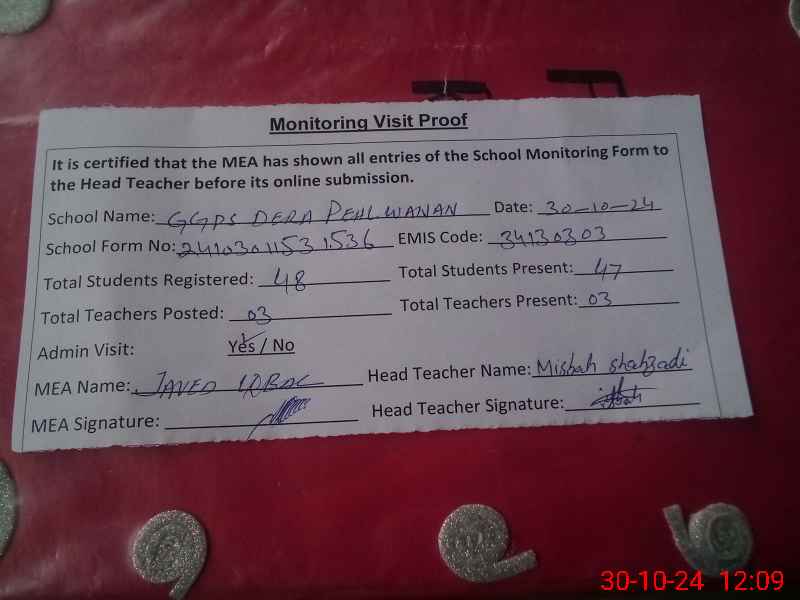 Monitoring Visit Proof
It is certified that the MEA has shown all entries of the School Monitoring Form to
the Head Teacher before its online submission.
School Name: GGPS DERA PEHLWANAN Date: 30-10-24
School Form No: 24103011531536 EMIS Code: 34130303
Total Students Registered: 48 Total Students Present: 47
Total Teachers Posted: 03 Total Teachers Present: 03
Admin Visit: Yes / No
MEA Name: JAVED IQBAL Head Teacher Name: Misbah Shahzadi
MEA Signature: Head Teacher Signature:
30-10-24 12:09